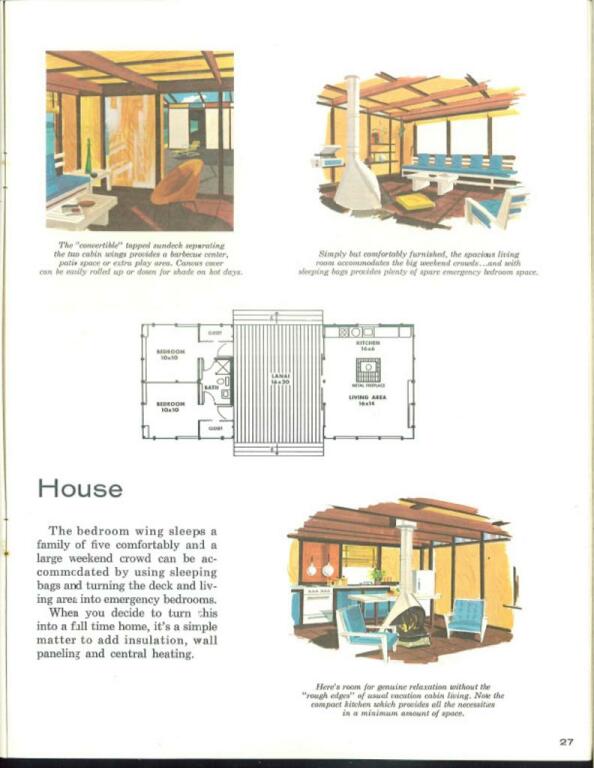 The "convertible" topped sundeck separating
the two cabin wings provides a barbecue center,
patio space or extra play area. Canvas cover
can be easily rolled up or down for shade on hot days.
Simply but comfortably furnished, the spacious living
room accommodates the big weekend crowds...and with
sleeping bags provides plenty of spare emergency bedroom space.
CLOSET
KITCHEN
16x6
BEDROOM
10x10
LANAI
16x20
METAL FIREPLACE
BATH
LIVING AREA
16x14
BEDROOM
10x10
CLOSET
House
The bedroom wing sleeps a
family of five comfortably and a
large weekend crowd can be ac-
commodated by using sleeping
bags and turning the deck and liv-
ing area into emergency bedrooms.
When you decide to turn this
into a full time home, it's a simple
matter to add insulation, wall
paneling and central heating.
Here's room for genuine relaxation without the
"rough edges" of usual vacation cabin living. Note the
compact kitchen which provides all the necessities
in a minimum amount of space.
27